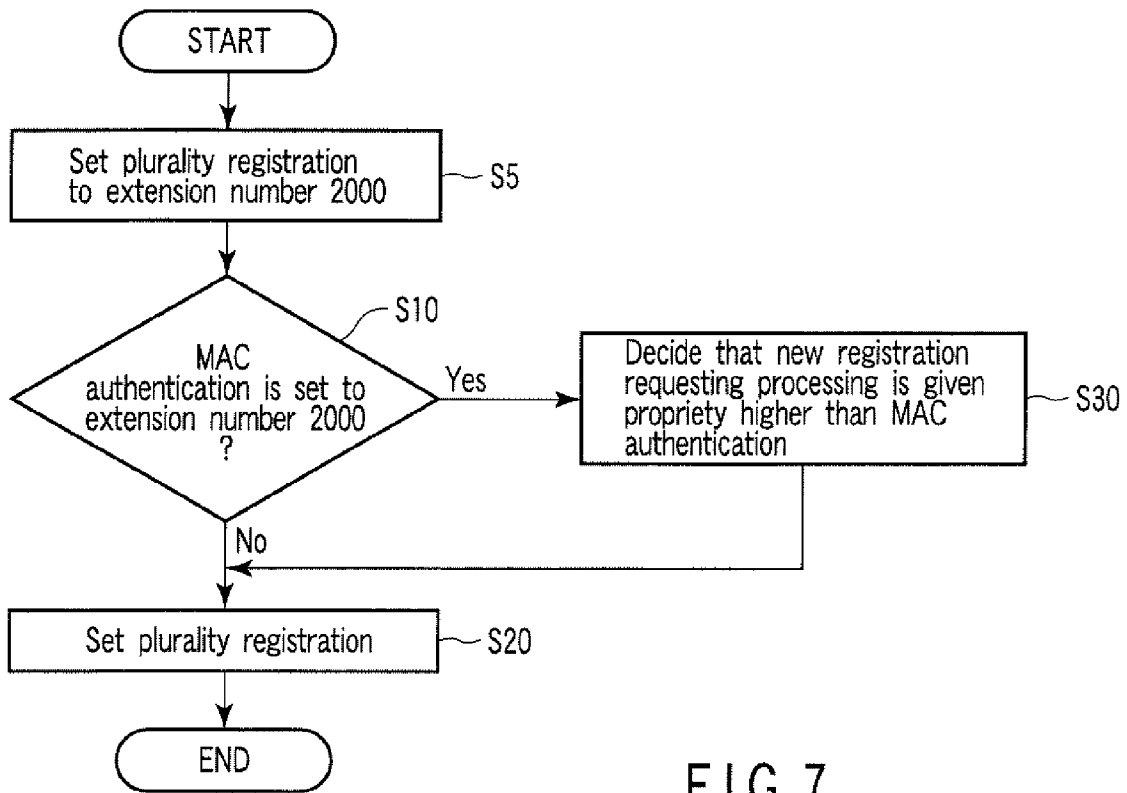 START
Set plurality registration
to extension number 2000
S5
S10
MAC
authentication is set to
extension number 2000
?
Yes
Decide that new registration
requesting processing is given
propriety higher than MAC
authentication
S30
No
Set plurality registration
S20
END
FIG. 7